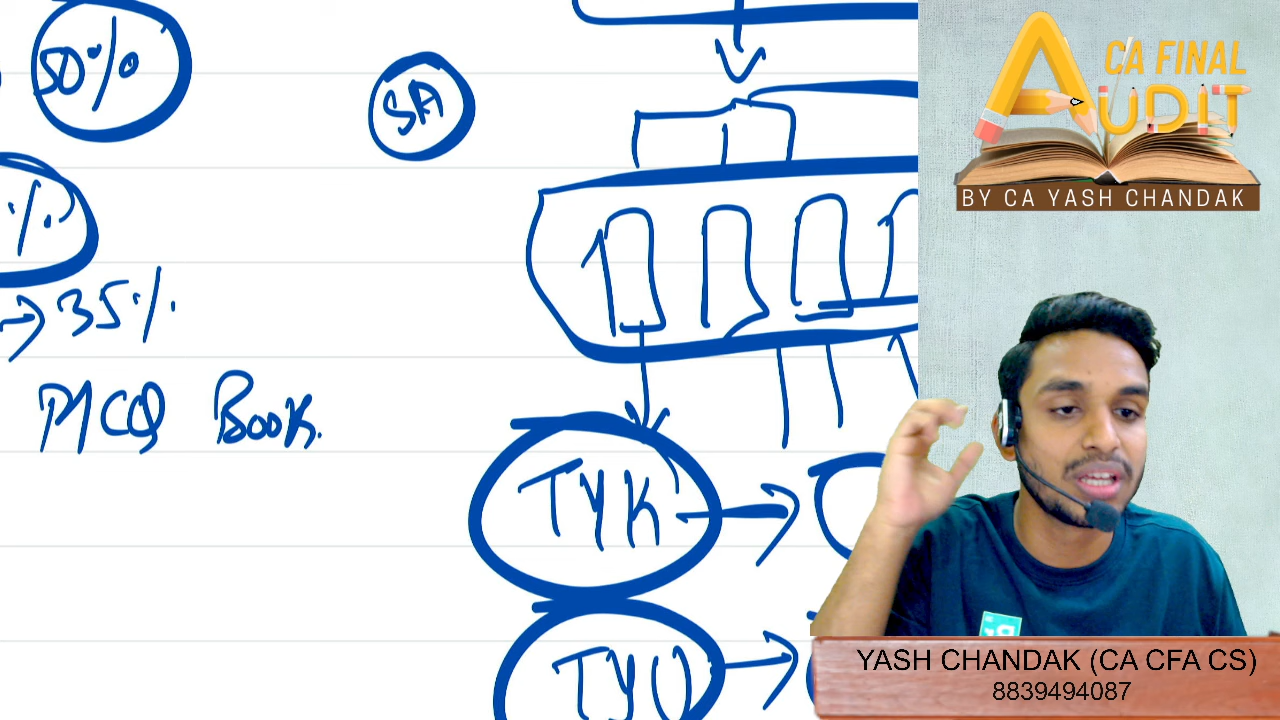 50%
SA
%
→ 35%
MCQ Book.
TYK
TYU
CA FINAL
AUDIT
BY CA YASH CHANDAK
YASH CHANDAK (CA CFA CS)
8839494087